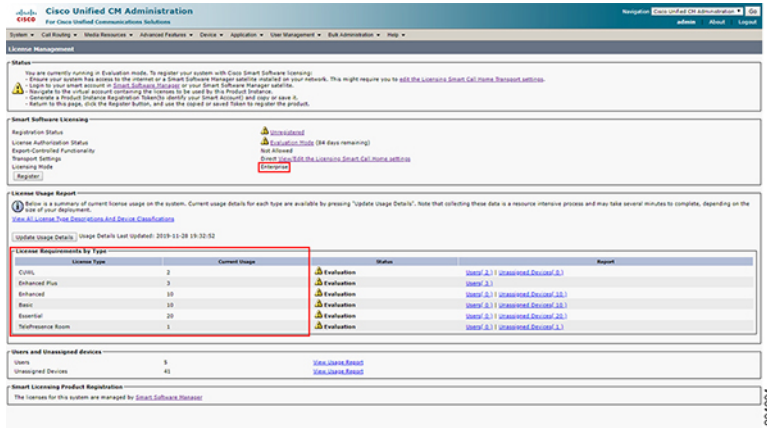 cisco
Cisco Unified CM Administration
For Cisco Unified Communications Solutions
Navigation Cisco Unified CM Administration Go
admin About Logout
System Call Routing Media Resources Advanced Features Device Application User Management Bulk Administration Help
License Management
Status
You are currently running in Evaluation mode. To register your system with Cisco Smart Software licensing:
- Ensure your system has access to the internet or a Smart Software Manager satellite installed on your network. This might require you to edit the Licensing Smart Call Home Transport settings.
- Login to your smart account in Smart Software Manager or your Smart Software Manager satellite.
- Navigate to the virtual account containing the licenses to be used by this Product Instance.
- Generate a Product Instance Registration Token(to identify your Smart Account) and copy or save it.
- Return to this page, click the Register button, and use the copied or saved Token to register the product.
Smart Software Licensing
Registration Status Unregistered
License Authorization Status Evaluation Mode (84 days remaining)
Export-Controlled Functionality Not Allowed
Transport Settings Direct View/Edit the Licensing Smart Call Home settings
Licensing Mode Enterprise
Register
License Usage Report
Below is a summary of current license usage on the system. Current usage details for each type are available by pressing "Update Usage Details". Note that collecting these data is a resource intensive process and may take several minutes to complete, depending on the
size of your deployment.
View All License Type Descriptions And Device Classifications
Update Usage Details Usage Details Last Updated: 2019-11-28 19:32:52
License Requirements by Type
License Type Current Usage Status Report
CUWL 2 Evaluation Users( 2 ) | Unassigned Devices( 0 )
Enhanced Plus 3 Evaluation Users( 3 )
Enhanced 10 Evaluation Users( 0 ) | Unassigned Devices( 10 )
Basic 10 Evaluation Users( 0 ) | Unassigned Devices( 10 )
Essential 20 Evaluation Users( 0 ) | Unassigned Devices( 20 )
TelePresence Room 1 Evaluation Users( 0 ) | Unassigned Devices( 1 )
Users and Unassigned devices
Users 5 View Usage Report
Unassigned Devices 41 View Usage Report
Smart Licensing Product Registration
The licenses for this system are managed by Smart Software Manager